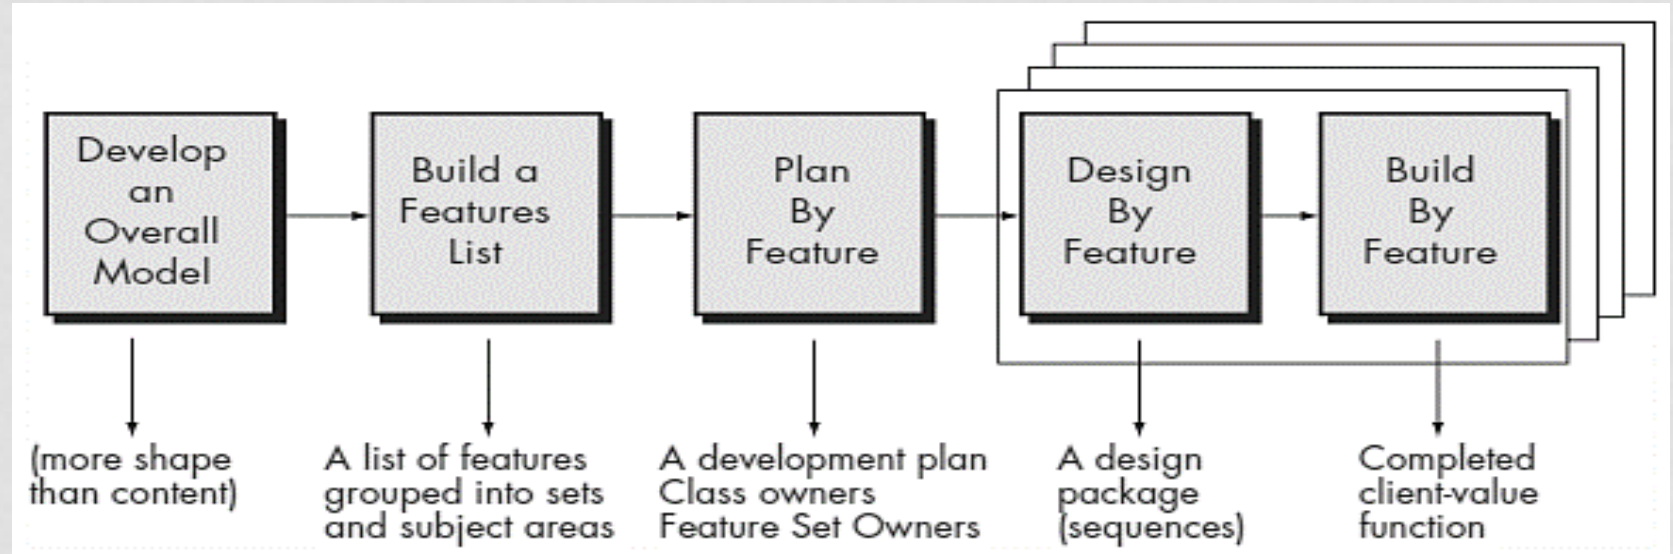 Develop
an
Overall
Model
Build a
Features
List
Plan
By
Feature
Design
By
Feature
Build
By
Feature
(more shape
than content)
A list of features
grouped into sets
and subject areas
A development plan
Class owners
Feature Set Owners
A design
package
(sequences)
Completed
client-value
function